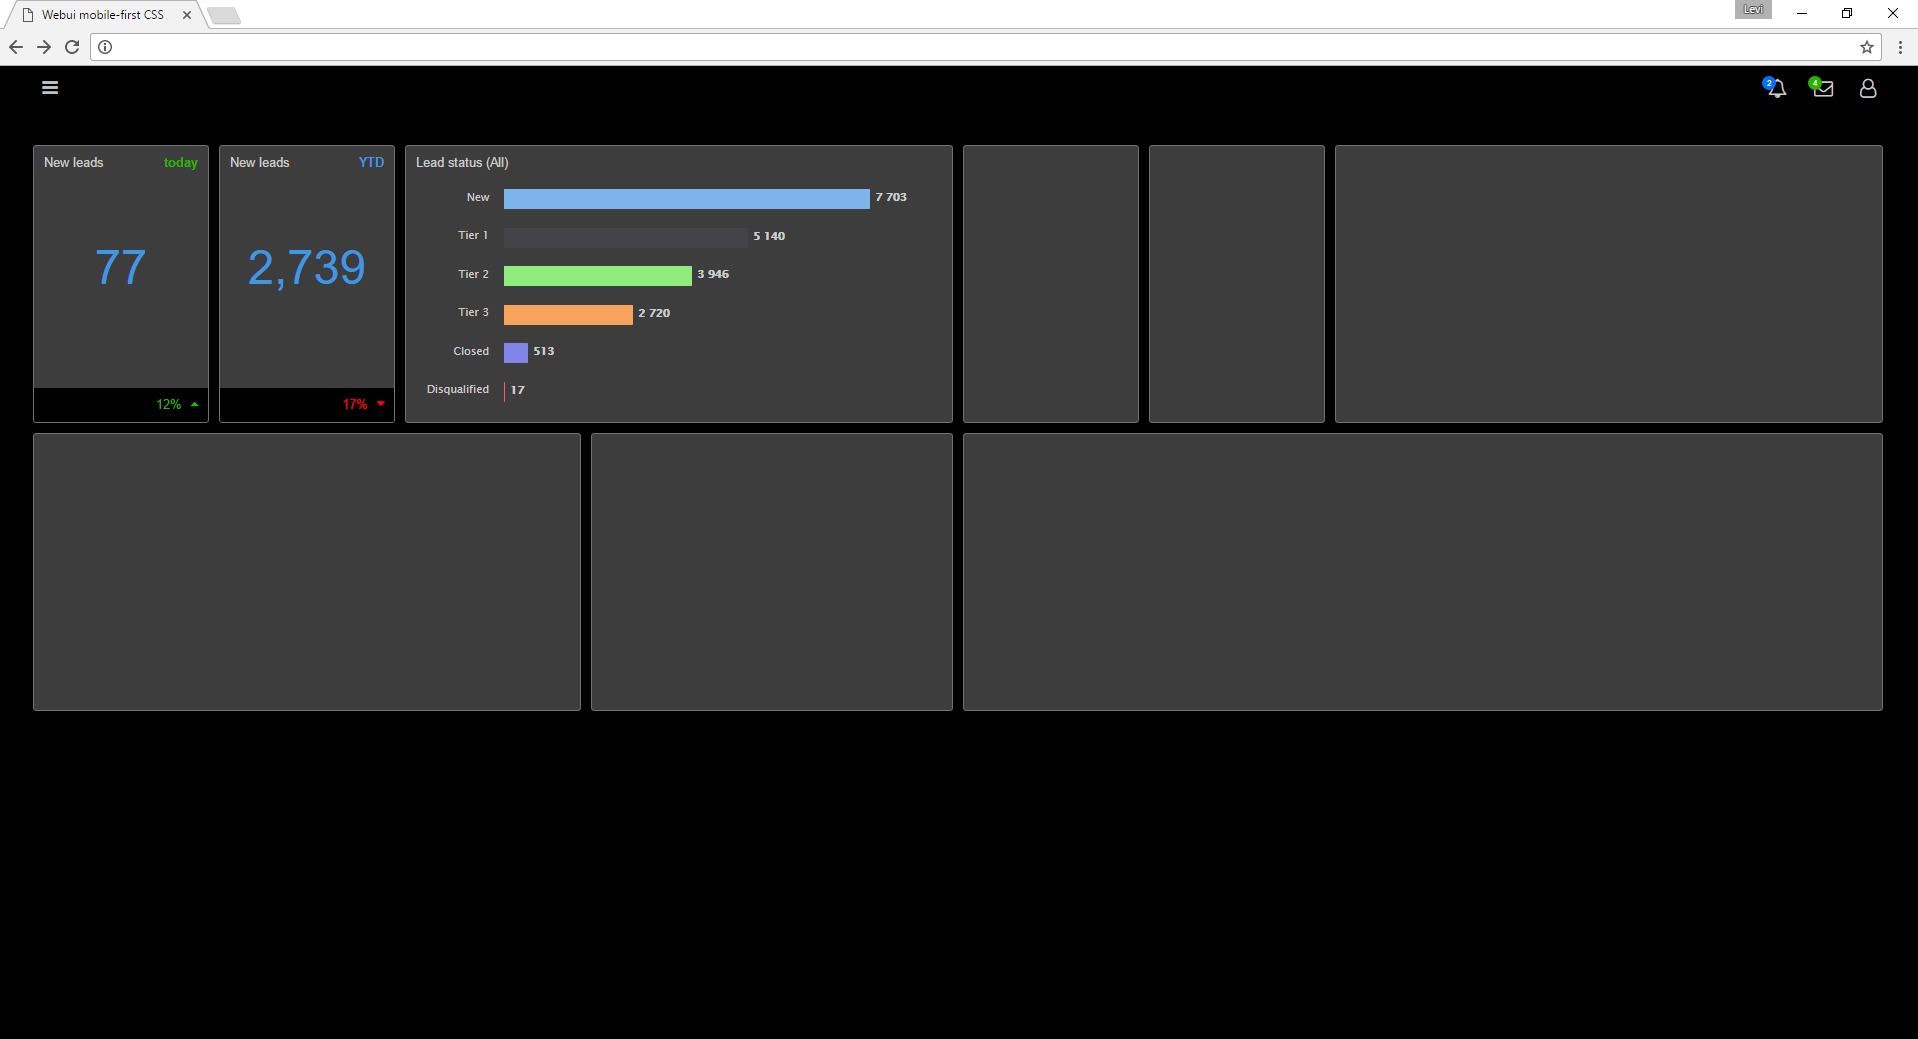 Webui mobile-first CSS
Levi
2
4
New leads today
77
12%
New leads YTD
2,739
17%
Lead status (All)
New 7 703
Tier 1 5 140
Tier 2 3 946
Tier 3 2 720
Closed 513
Disqualified 17